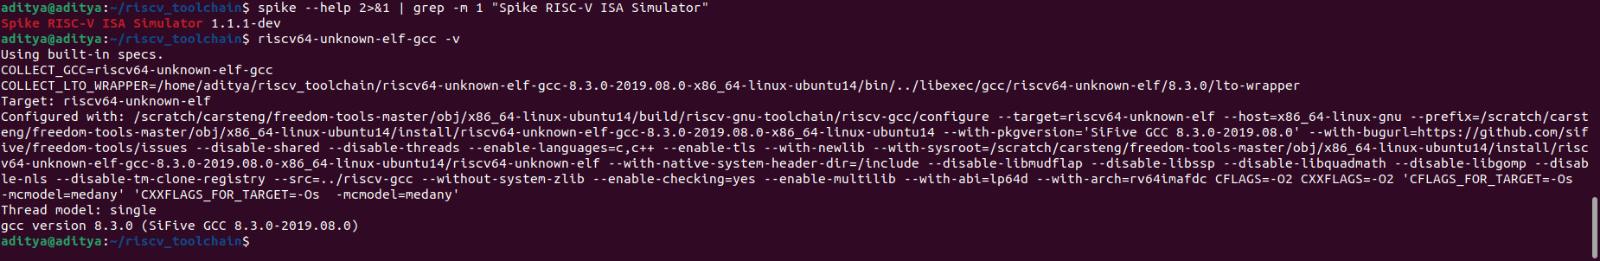 aditya@aditya:~/riscv_toolchain$ spike --help 2>&1 | grep -m 1 "Spike RISC-V ISA Simulator"
Spike RISC-V ISA Simulator 1.1.1-dev
aditya@aditya:~/riscv_toolchain$ riscv64-unknown-elf-gcc -v
Using built-in specs.
COLLECT_GCC=riscv64-unknown-elf-gcc
COLLECT_LTO_WRAPPER=/home/aditya/riscv_toolchain/riscv64-unknown-elf-gcc-8.3.0-2019.08.0-x86_64-linux-ubuntu14/bin/../libexec/gcc/riscv64-unknown-elf/8.3.0/lto-wrapper
Target: riscv64-unknown-elf
Configured with: /scratch/carsteng/freedom-tools-master/obj/x86_64-linux-ubuntu14/build/riscv-gnu-toolchain/riscv-gcc/configure --target=riscv64-unknown-elf --host=x86_64-linux-gnu --prefix=/scratch/carst
eng/freedom-tools-master/obj/x86_64-linux-ubuntu14/install/riscv64-unknown-elf-gcc-8.3.0-2019.08.0-x86_64-linux-ubuntu14 --with-pkgversion='SiFive GCC 8.3.0-2019.08.0' --with-bugurl=https://github.com/sif
ive/freedom-tools/issues --disable-shared --disable-threads --enable-languages=c,c++ --enable-tls --with-newlib --with-sysroot=/scratch/carsteng/freedom-tools-master/obj/x86_64-linux-ubuntu14/install/risc
v64-unknown-elf-gcc-8.3.0-2019.08.0-x86_64-linux-ubuntu14/riscv64-unknown-elf --with-native-system-header-dir=/include --disable-libmudflap --disable-libssp --disable-libquadmath --disable-libgomp --disab
le-nls --disable-tm-clone-registry --src=../riscv-gcc --without-system-zlib --enable-checking=yes --enable-multilib --with-abi=lp64d --with-arch=rv64imafdc CFLAGS=-O2 CXXFLAGS=-O2 'CFLAGS_FOR_TARGET=-Os
-mcmodel=medany' 'CXXFLAGS_FOR_TARGET=-Os  -mcmodel=medany'
Thread model: single
gcc version 8.3.0 (SiFive GCC 8.3.0-2019.08.0)
aditya@aditya:~/riscv_toolchain$